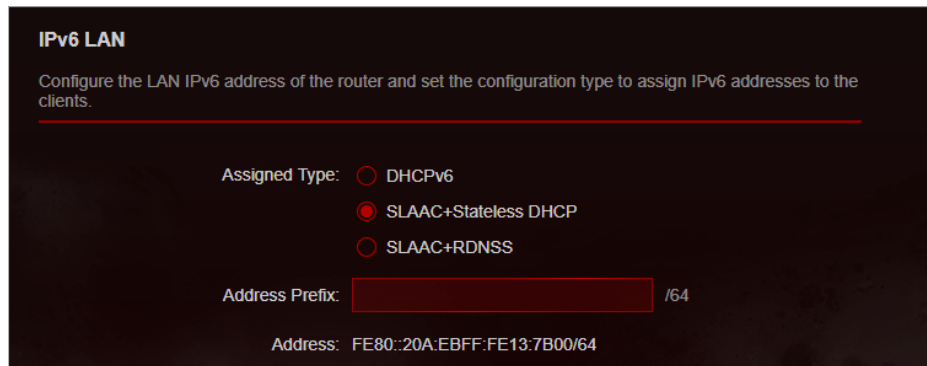 IPv6 LAN
Configure the LAN IPv6 address of the router and set the configuration type to assign IPv6 addresses to the
clients.
Assigned Type: DHCPv6
SLAAC+Stateless DHCP
SLAAC+RDNSS
Address Prefix: /64
Address: FE80::20A:EBFF:FE13:7B00/64